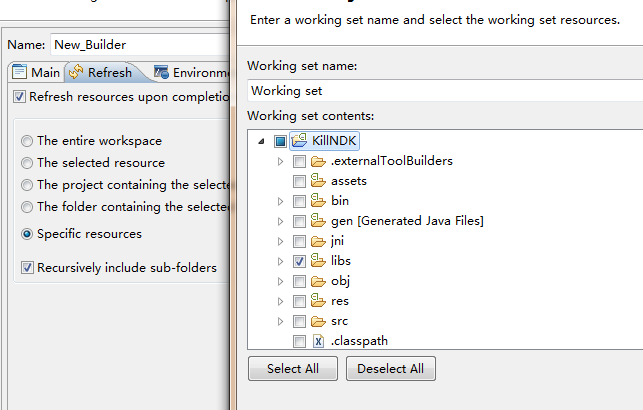 Name: New_Builder
Main
Refresh
Environme
Refresh resources upon completio
The entire workspace
The selected resource
The project containing the selecte
The folder containing the selected
Specific resources
Recursively include sub-folders
Enter a working set name and select the working set resources.
Working set name:
Working set
Working set contents:
KillNDK
.externalToolBuilders
assets
bin
gen [Generated Java Files]
jni
libs
obj
res
src
.classpath
Select All
Deselect All